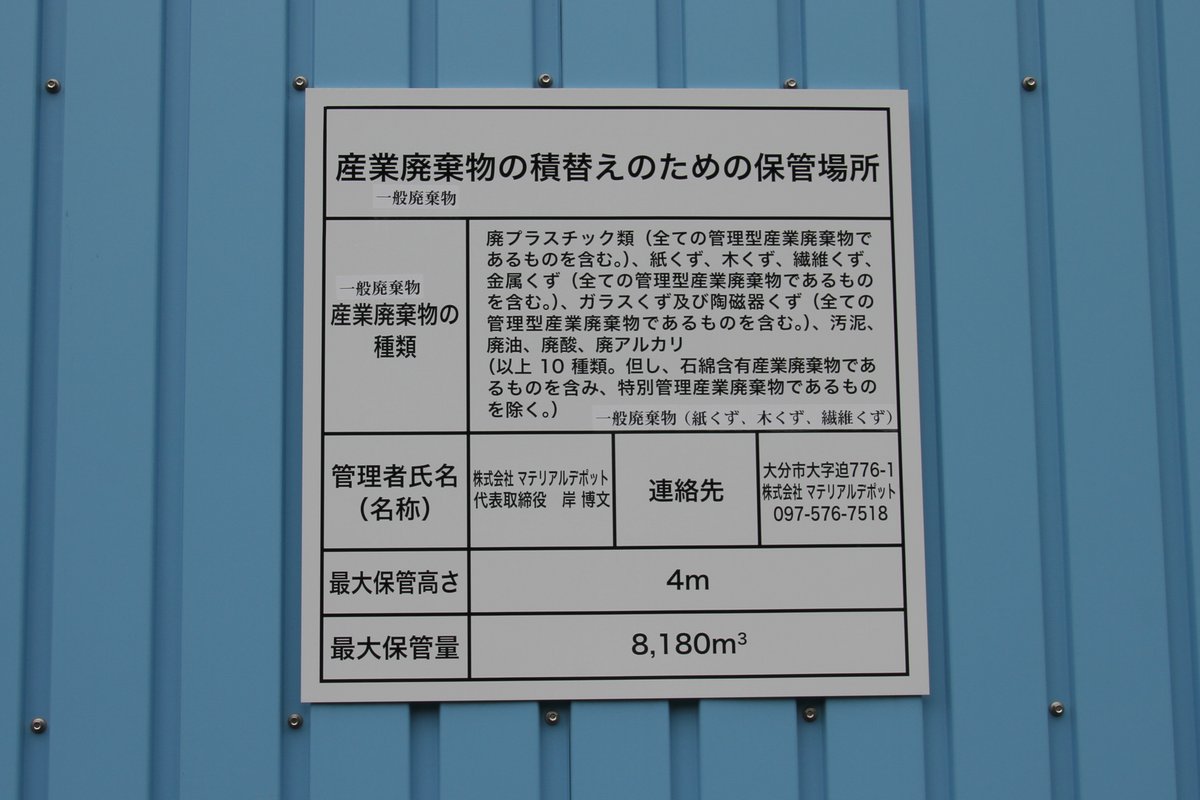 産業廃棄物の積替えのための保管場所
一般廃棄物
一般廃棄物
産業廃棄物の
種類
廃プラスチック類（全ての管理型産業廃棄物で
あるものを含む。）、紙くず、木くず、繊維くず、
金属くず（全ての管理型産業廃棄物であるもの
を含む。）、ガラスくず及び陶磁器くず（全ての
管理型産業廃棄物であるものを含む。）、汚泥、
廃油、廃酸、廃アルカリ
（以上 10 種類。但し、石綿含有産業廃棄物であ
るものを含み、特別管理産業廃棄物であるもの
を除く。）
一般廃棄物（紙くず、木くず、繊維くず）
管理者氏名
（名称）
株式会社 マテリアルデポット
代表取締役 岸 博文
連絡先
大分市大字迫776-1
株式会社 マテリアルデポット
097-576-7518
最大保管高さ
4m
最大保管量
8,180m³